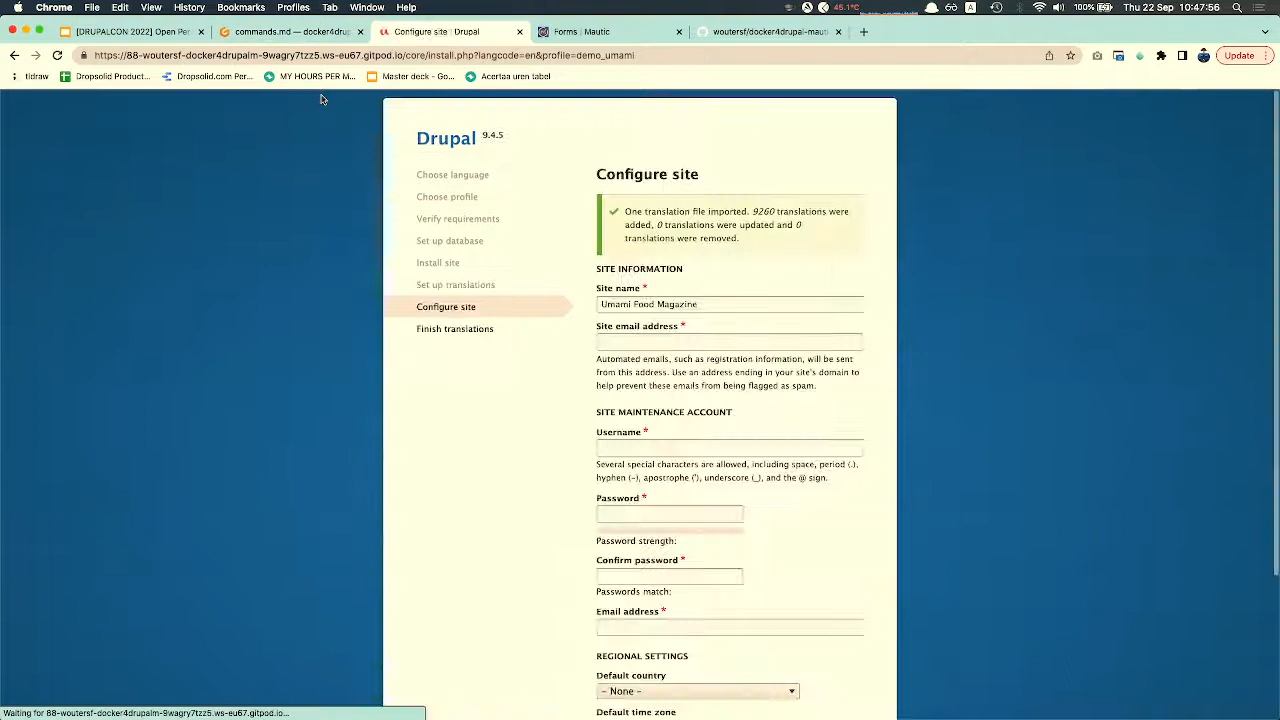 Chrome File Edit View History Bookmarks Profiles Tab Window Help 45.1°C A 100% Thu 22 Sep 10:47:56
[DRUPALCON 2022] Open Per × commands.md — docker4drup × Configure site | Drupal × Forms | Mautic × woutersf/docker4drupal-mauti × +
88-woutersf-docker4drupalm-9wagry7tzz5.ws-eu67.gitpod.io/core/install.php?langcode=en&profile=demo_umami Update
tldraw Dropsolid Product... Dropsolid.com Per... MY HOURS PER M... Master deck - Go... Acertaa uren tabel
Drupal 9.4.5
Choose language
Choose profile
Verify requirements
Set up database
Install site
Set up translations
Configure site
Finish translations
Configure site
One translation file imported. 9260 translations were
added, 0 translations were updated and 0
translations were removed.
SITE INFORMATION
Site name *
Umami Food Magazine
Site email address *
Automated emails, such as registration information, will be sent
from this address. Use an address ending in your site's domain to
help prevent these emails from being flagged as spam.
SITE MAINTENANCE ACCOUNT
Username *
Several special characters are allowed, including space, period (.),
hyphen (-), apostrophe ('), underscore (_), and the @ sign.
Password *
Password strength:
Confirm password *
Passwords match:
Email address *
REGIONAL SETTINGS
Default country
- None -
Default time zone
Waiting for 88-woutersf-docker4drupalm-9wagry7tzz5.ws-eu67.gitpod.io...